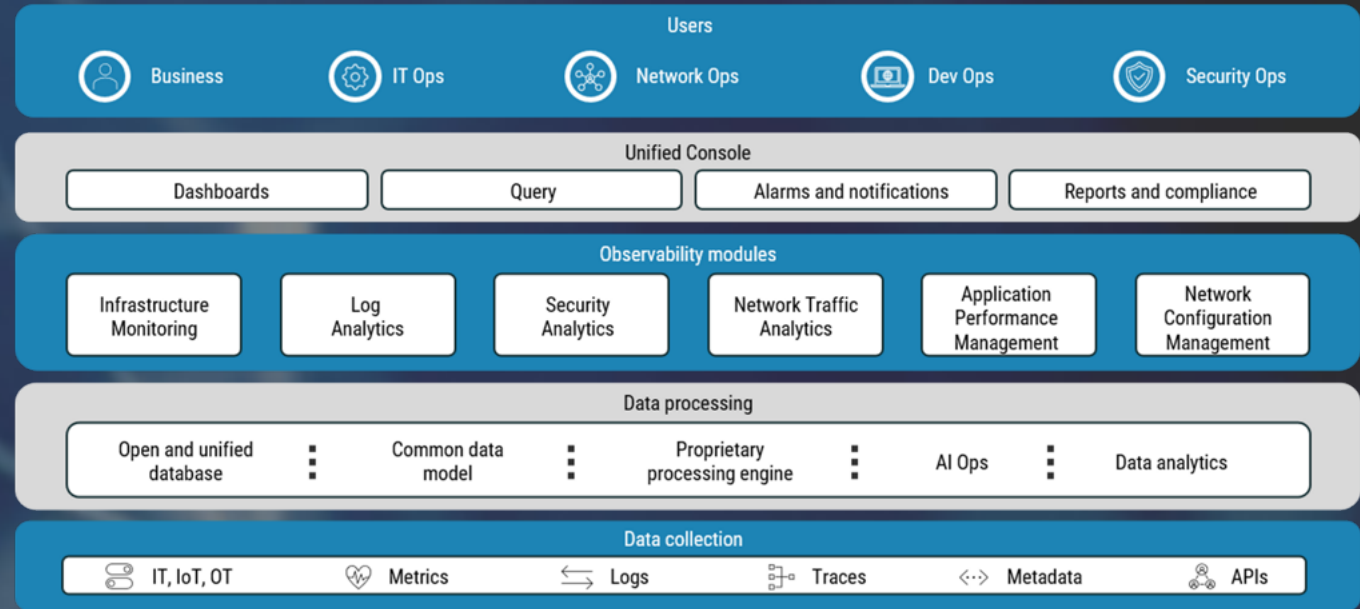 Users
Business
IT Ops
Network Ops
Dev Ops
Security Ops
Unified Console
Dashboards
Query
Alarms and notifications
Reports and compliance
Observability modules
Infrastructure
Monitoring
Log
Analytics
Security
Analytics
Network Traffic
Analytics
Application
Performance
Management
Network
Configuration
Management
Data processing
Open and unified
database
Common data
model
Proprietary
processing engine
AI Ops
Data analytics
Data collection
IT, IoT, OT
Metrics
Logs
Traces
Metadata
APIs